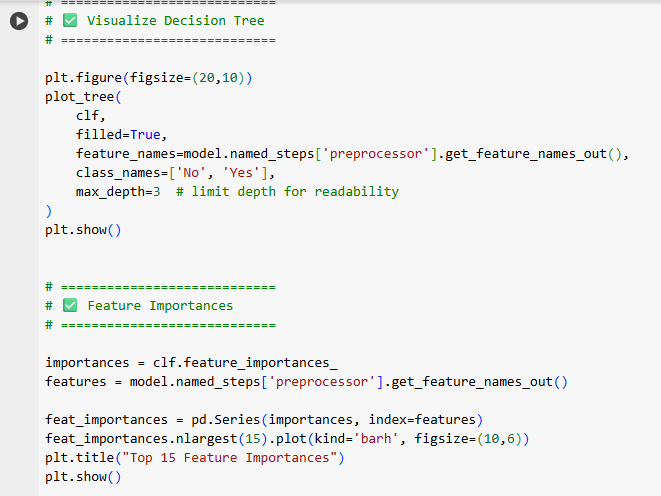 # ============================
# ✅ Visualize Decision Tree
# ============================
plt.figure(figsize=(20,10))
plot_tree(
    clf,
    filled=True,
    feature_names=model.named_steps['preprocessor'].get_feature_names_out(),
    class_names=['No', 'Yes'],
    max_depth=3  # limit depth for readability
)
plt.show()
# ============================
# ✅ Feature Importances
# ============================
importances = clf.feature_importances_
features = model.named_steps['preprocessor'].get_feature_names_out()
feat_importances = pd.Series(importances, index=features)
feat_importances.nlargest(15).plot(kind='barh', figsize=(10,6))
plt.title("Top 15 Feature Importances")
plt.show()